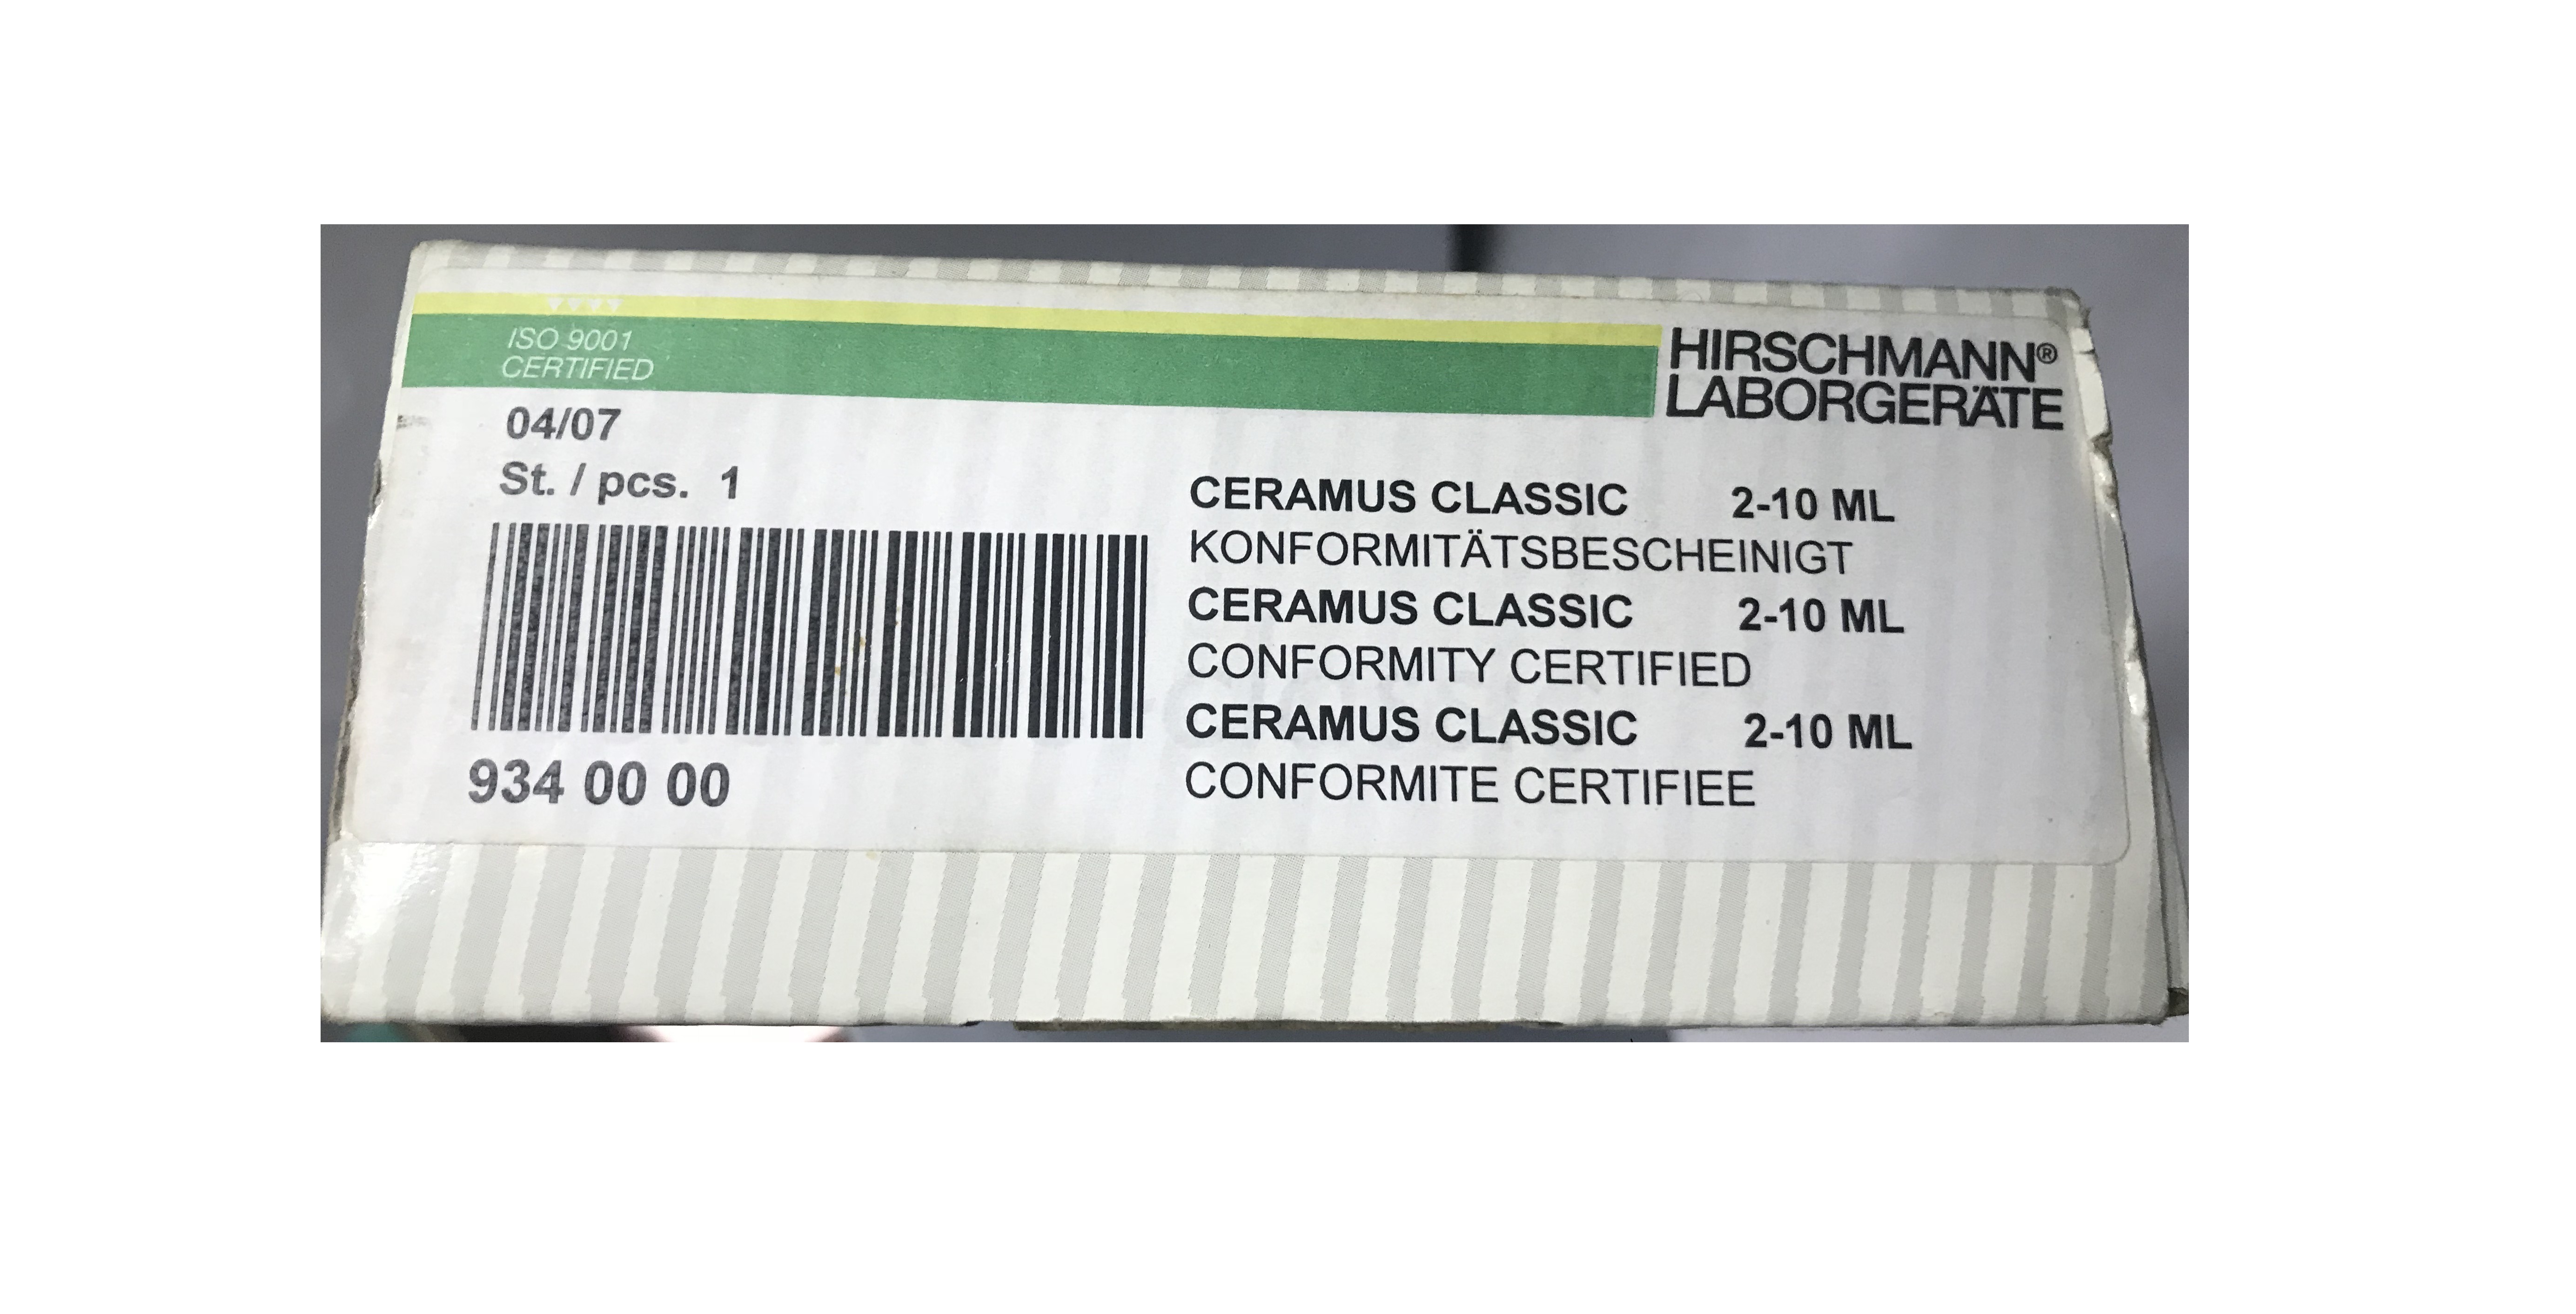 ISO 9001
CERTIFIED
HIRSCHMANN®
LABORGERÄTE
04/07
St. / pcs. 1
934 00 00
CERAMUS CLASSIC 2-10 ML
KONFORMITÄTSBESCHEINIGT
CERAMUS CLASSIC 2-10 ML
CONFORMITY CERTIFIED
CERAMUS CLASSIC 2-10 ML
CONFORMITE CERTIFIEE